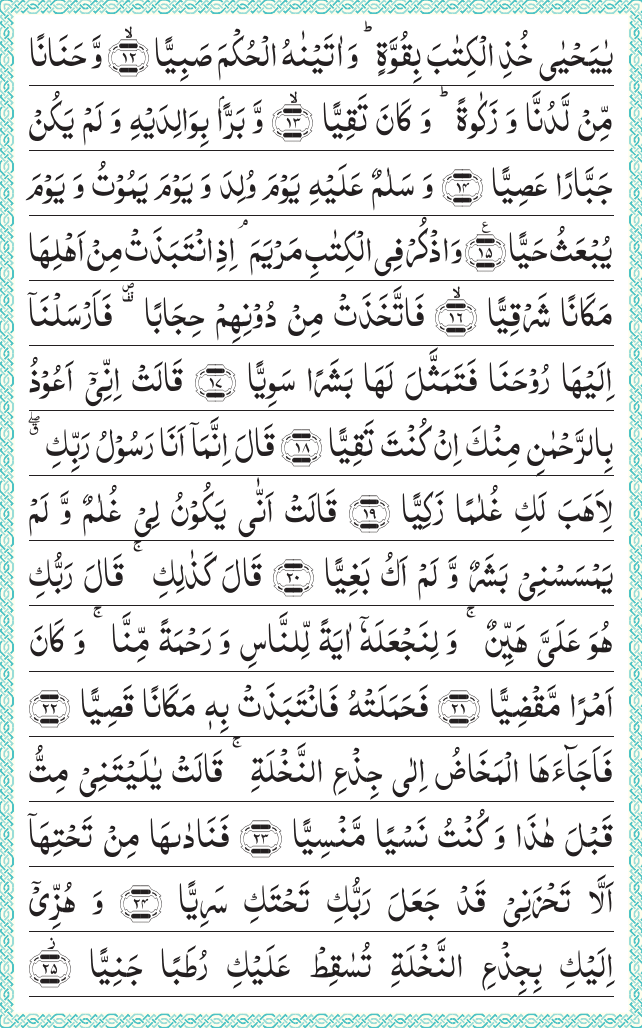 يٰيَحْيٰى خُذِ الْكِتٰبَ بِقُوَّةٍ ؕ وَاٰتَيْنٰهُ الْحُكْمَ صَبِيًّا ۙ﴿۱۲﴾ وَّ حَنَانًا
مِّنْ لَّدُنَّا وَ زَكٰوةً ؕ وَ كَانَ تَقِيًّا ۙ﴿۱۳﴾ وَّ بَرًّۢا بِوَالِدَيْهِ وَ لَمْ يَكُنْ
جَبَّارًا عَصِيًّا ﴿۱۴﴾ وَ سَلٰمٌ عَلَيْهِ يَوْمَ وُلِدَ وَ يَوْمَ يَمُوْتُ وَ يَوْمَ
يُبْعَثُ حَيًّا ﴿۱۵﴾ؑ وَاذْكُرْ فِى الْكِتٰبِ مَرْيَمَ ۘ اِذِ انْتَبَذَتْ مِنْ اَهْلِهَا
مَكَانًا شَرْقِيًّا ۙ﴿۱۶﴾ فَاتَّخَذَتْ مِنْ دُوْنِهِمْ حِجَابًا ۪۟ فَاَرْسَلْنَاۤ
اِلَيْهَا رُوْحَنَا فَتَمَثَّلَ لَهَا بَشَرًا سَوِيًّا ﴿۱۷﴾ قَالَتْ اِنِّىْۤ اَعُوْذُ
بِالرَّحْمٰنِ مِنْكَ اِنْ كُنْتَ تَقِيًّا ﴿۱۸﴾ قَالَ اِنَّمَاۤ اَنَا رَسُوْلُ رَبِّكِ ۖۗ
لِاَهَبَ لَكِ غُلٰمًا زَكِيًّا ﴿۱۹﴾ قَالَتْ اَنّٰى يَكُوْنُ لِىْ غُلٰمٌ وَّ لَمْ
يَمْسَسْنِىْ بَشَرٌ وَّ لَمْ اَكُ بَغِيًّا ﴿۲۰﴾ قَالَ كَذٰلِكِ ۚ قَالَ رَبُّكِ
هُوَ عَلَىَّ هَيِّنٌ ۚ وَ لِنَجْعَلَهٗۤ اٰيَةً لِّلنَّاسِ وَ رَحْمَةً مِّنَّا ۚ وَ كَانَ
اَمْرًا مَّقْضِيًّا ﴿۲۱﴾ فَحَمَلَتْهُ فَانْتَبَذَتْ بِهٖ مَكَانًا قَصِيًّا ﴿۲۲﴾
فَاَجَآءَهَا الْمَخَاضُ اِلٰى جِذْعِ النَّخْلَةِ ۚ قَالَتْ يٰلَيْتَنِىْ مِتُّ
قَبْلَ هٰذَا وَ كُنْتُ نَسْيًا مَّنْسِيًّا ﴿۲۳﴾ فَنَادٰىهَا مِنْ تَحْتِهَاۤ
اَلَّا تَحْزَنِىْ قَدْ جَعَلَ رَبُّكِ تَحْتَكِ سَرِيًّا ﴿۲۴﴾ وَ هُزِّىْۤ
اِلَيْكِ بِجِذْعِ النَّخْلَةِ تُسٰقِطْ عَلَيْكِ رُطَبًا جَنِيًّا ؗ﴿۲۵﴾